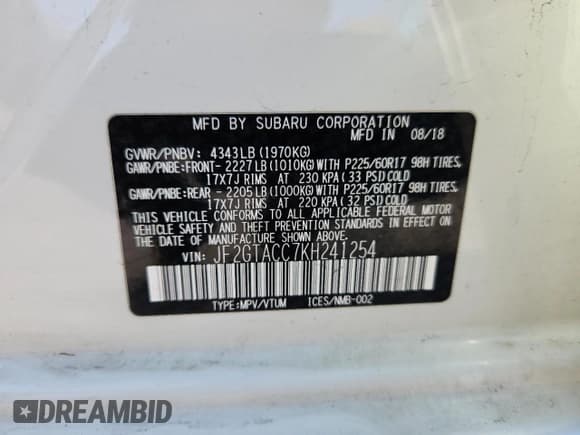 MFD BY SUBARU CORPORATION 08/18
GVWR/PNBV: 4343LB(1970KG)
GAWR/PNBE:FRONT-2227LB(1010KG)WITH P225/60R17 98H TIRES,
17X7J RIMS AT 230 KPA(33 PSI)COLD
GAWR/PNBE:REAR -2205LB(1000KG)WITH P225/60R17 98H TIRES,
17X7J RIMS AT 220 KPA(32 PSI)COLD
THIS VEHICLE CONFORMS TO ALL APPLICABLE FEDERAL MOTOR
VEHICLE SAFETY AND BUMPER STANDARDS IN EFFECT ON
THE DATE OF MANUFACTURE SHOWN ABOVE.
VIN: JF2GTACC7KH241254
TYPE:MPV/VTUM ICES/NMB-002
DREAMBID